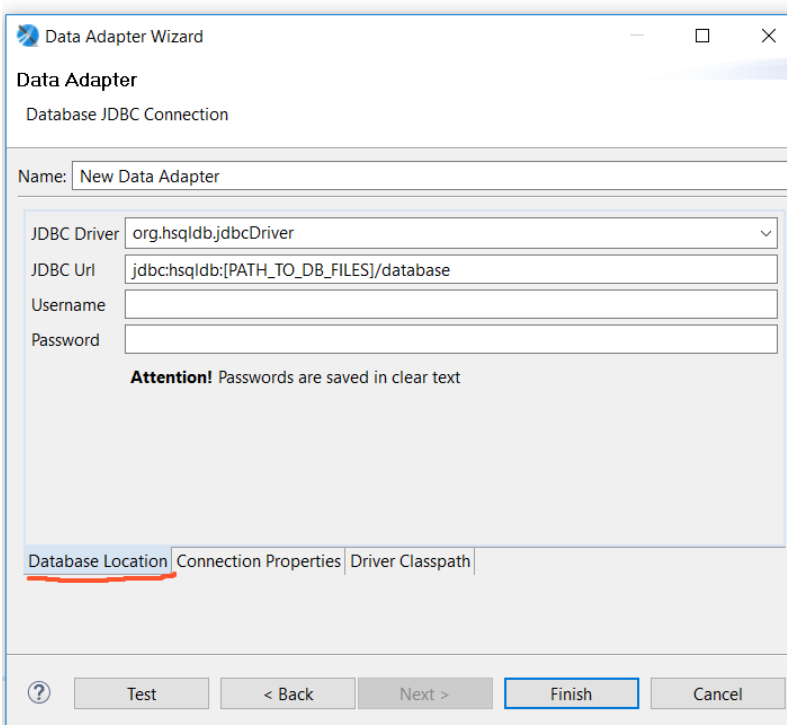 Data Adapter Wizard
Data Adapter
Database JDBC Connection
Name: New Data Adapter
JDBC Driver org.hsqldb.jdbcDriver
JDBC Url jdbc:hsqldb:[PATH_TO_DB_FILES]/database
Username
Password
Attention! Passwords are saved in clear text
Database Location Connection Properties Driver Classpath
? Test < Back Next > Finish Cancel